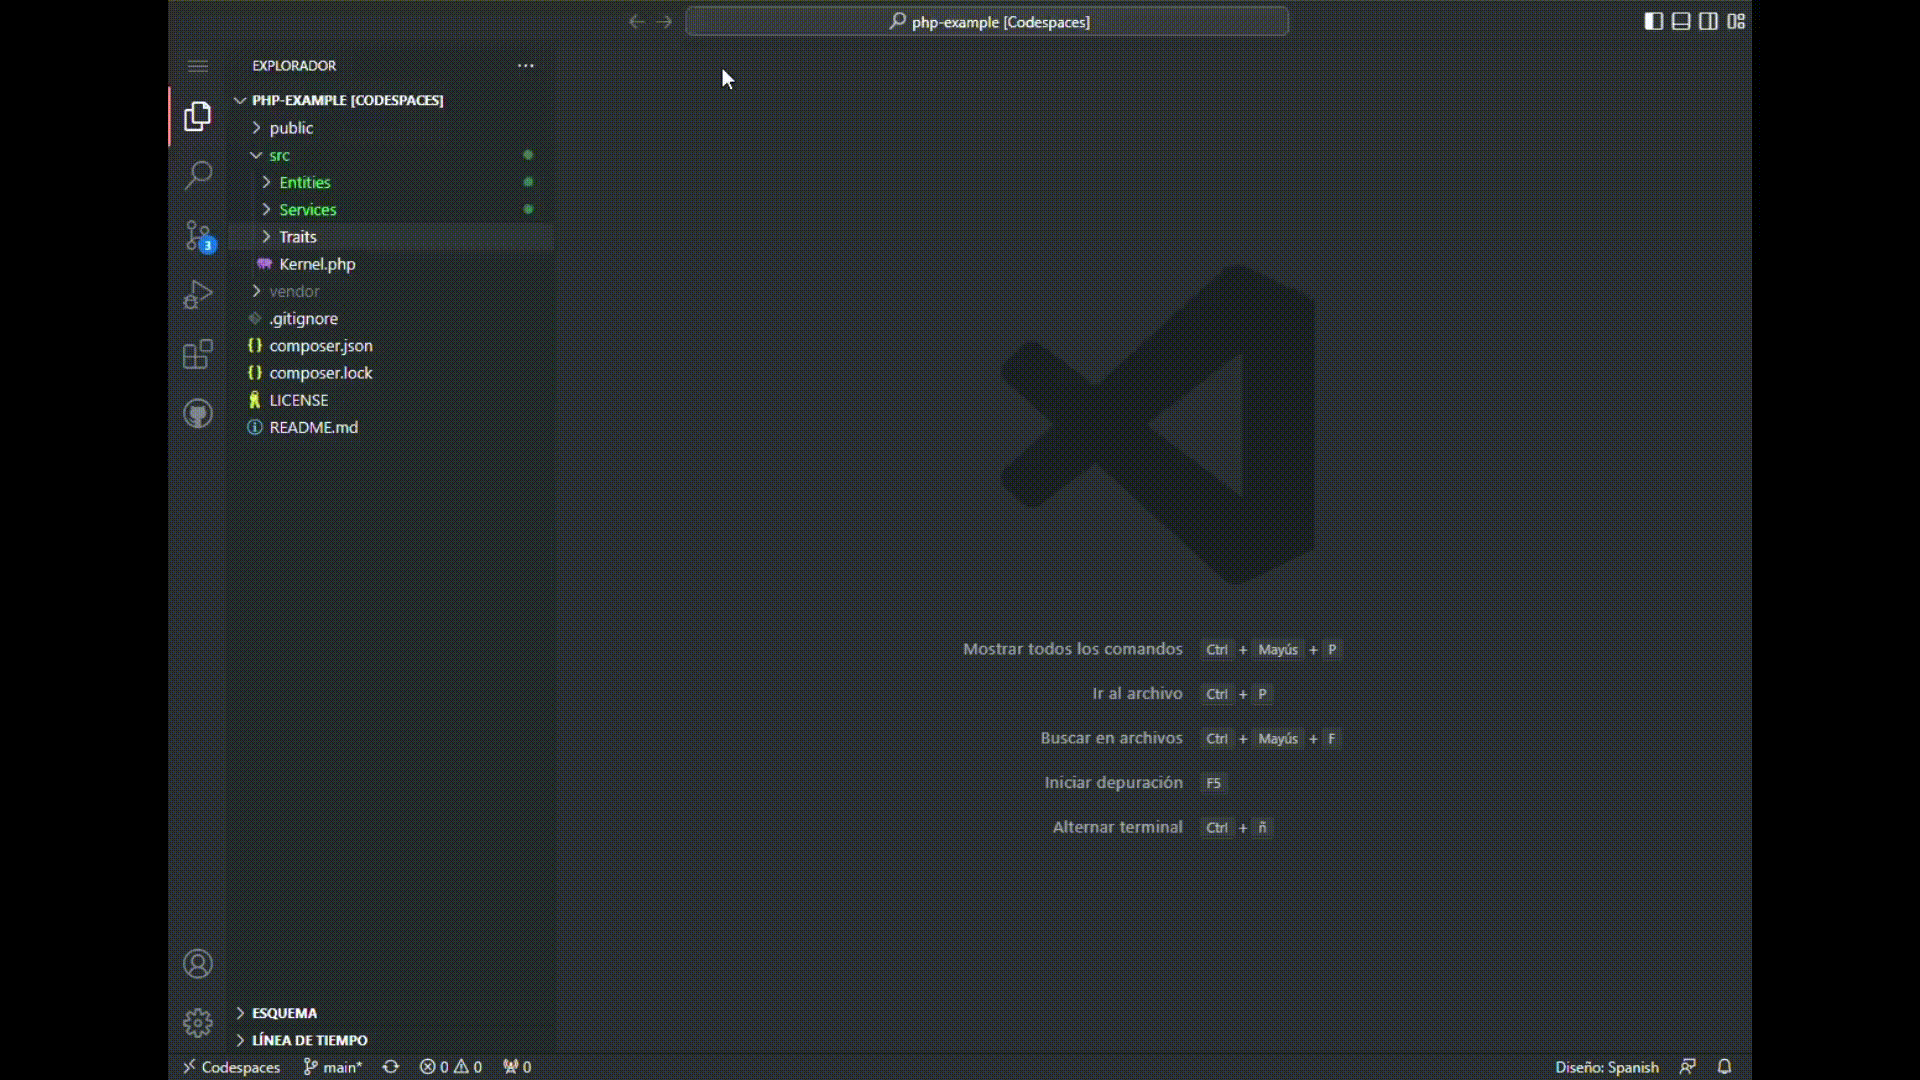 php-example [Codespaces]
EXPLORADOR
PHP-EXAMPLE [CODESPACES]
public
src
Entities
Services
Traits
3
Kernel.php
vendor
.gitignore
composer.json
composer.lock
LICENSE
README.md
Mostrar todos los comandos Ctrl + Mayús + P
Ir al archivo Ctrl + P
Buscar en archivos Ctrl + Mayús + F
Iniciar depuración F5
Alternar terminal Ctrl + ñ
ESQUEMA
LÍNEA DE TIEMPO
Codespaces main* 0 0 0 Diseño: Spanish